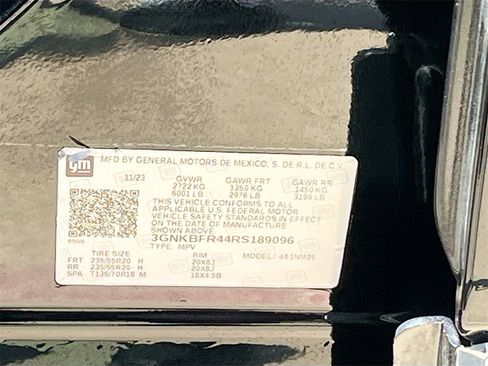 gm MFD BY GENERAL MOTORS DE MEXICO, S. DE R.L. DE C.V.
11/23 GVWR GAWR FRT GAWR RR
2722 KG 1350 KG 1450 KG
6001 LB 2976 LB 3196 LB
THIS VEHICLE CONFORMS TO ALL
APPLICABLE U.S. FEDERAL MOTOR
VEHICLE SAFETY STANDARDS IN EFFECT
ON THE DATE OF MANUFACTURE
SHOWN ABOVE.
3GNKBFR44RS189096
TYPE: MPV MODEL: 461NM26
TIRE SIZE RIM
FRT 235/55R20 H 20X8J
RR 235/55R20 H 20X8J
SPA T135/70R18 M 18X4.5B